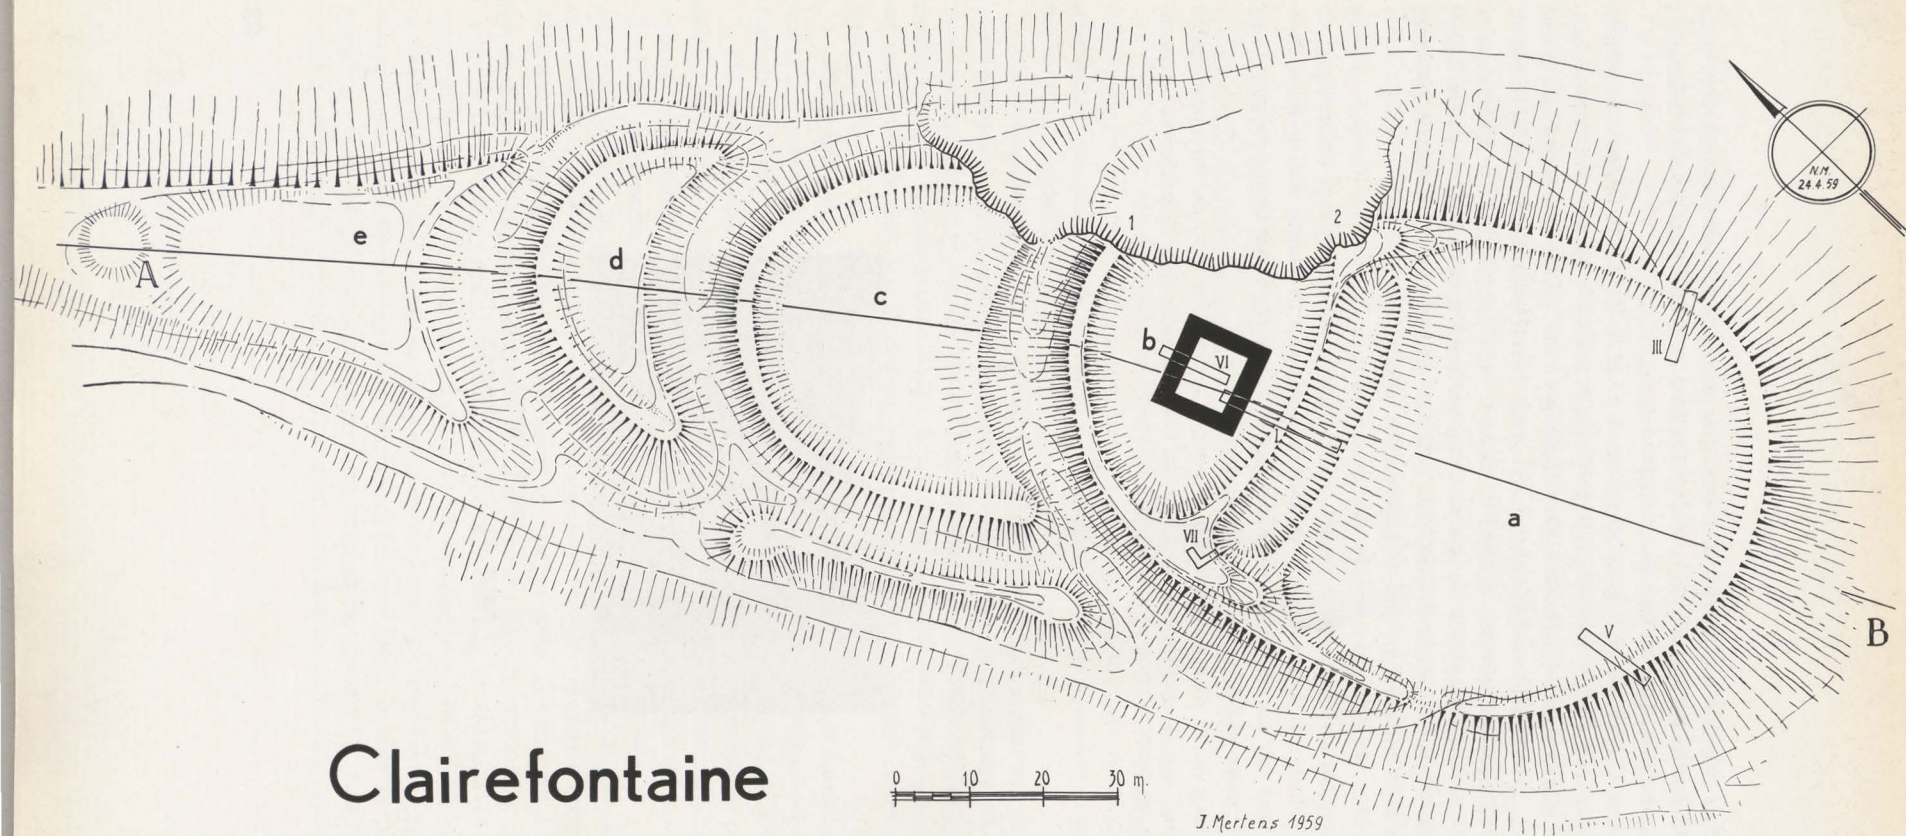 N.M.
24.4.59
1
2
e
d
A
c
b
VI
III
I
a
VII
V
B
Clairefontaine
0 10 20 30 m.
J. Mertens 1959